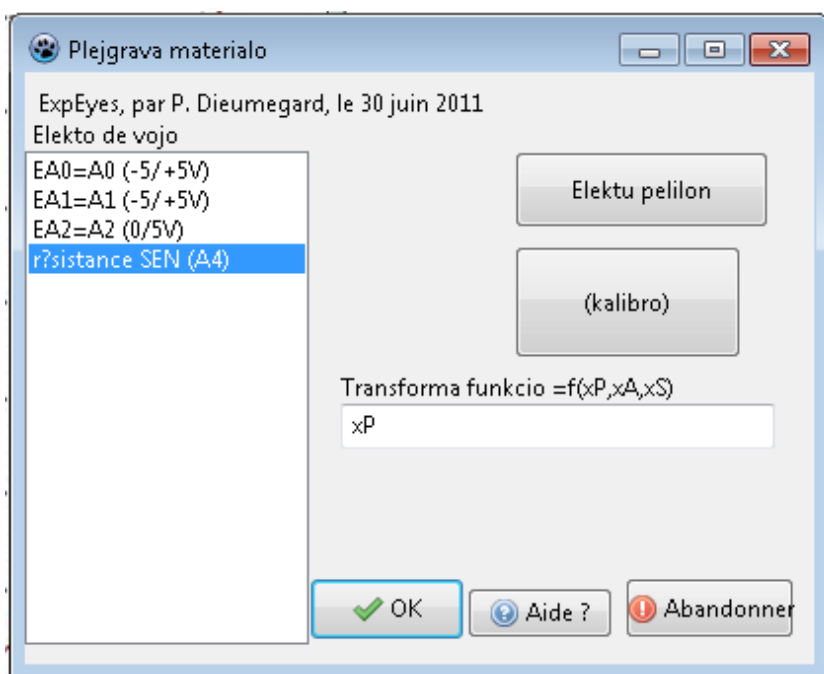 Plejgrava materialo
ExpEyes, par P. Dieumegard, le 30 juin 2011
Elekto de vojo
EA0=A0 (-5/+5V)
EA1=A1 (-5/+5V)
EA2=A2 (0/5V)
r?sistance SEN (A4)
Elektu pelilon
(kalibro)
Transforma funkcio =f(xP,xA,xS)
xP
OK
Aide ?
Abandonner